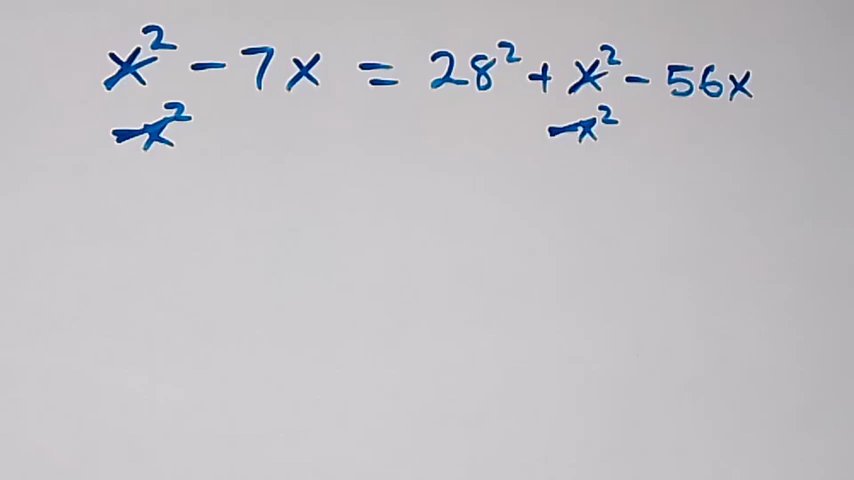 x² - 7x = 28² + x² - 56x
-x² -x²